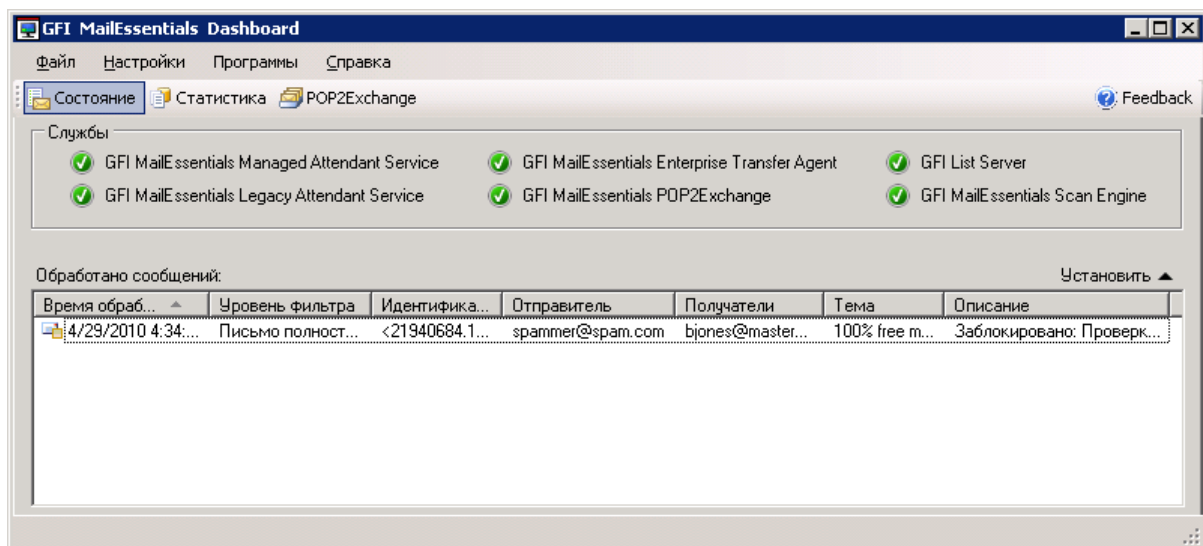 GFI MailEssentials Dashboard
Файл Настройки Программы Справка
Состояние Статистика POP2Exchange Feedback
Службы
GFI MailEssentials Managed Attendant Service GFI MailEssentials Enterprise Transfer Agent GFI List Server
GFI MailEssentials Legacy Attendant Service GFI MailEssentials POP2Exchange GFI MailEssentials Scan Engine
Обработано сообщений: Установить
Время обраб... Уровень фильтра Идентифика... Отправитель Получатели Тема Описание
4/29/2010 4:34:... Письмо полност... <21940684.1... spammer@spam.com bjones@master... 100% free m... Заблокировано: Проверк...